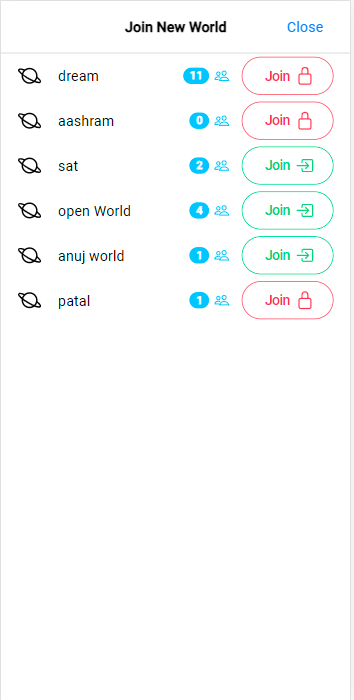 Join New World Close
dream 11 Join
aashram 0 Join
sat 2 Join
open World 4 Join
anuj world 1 Join
patal 1 Join